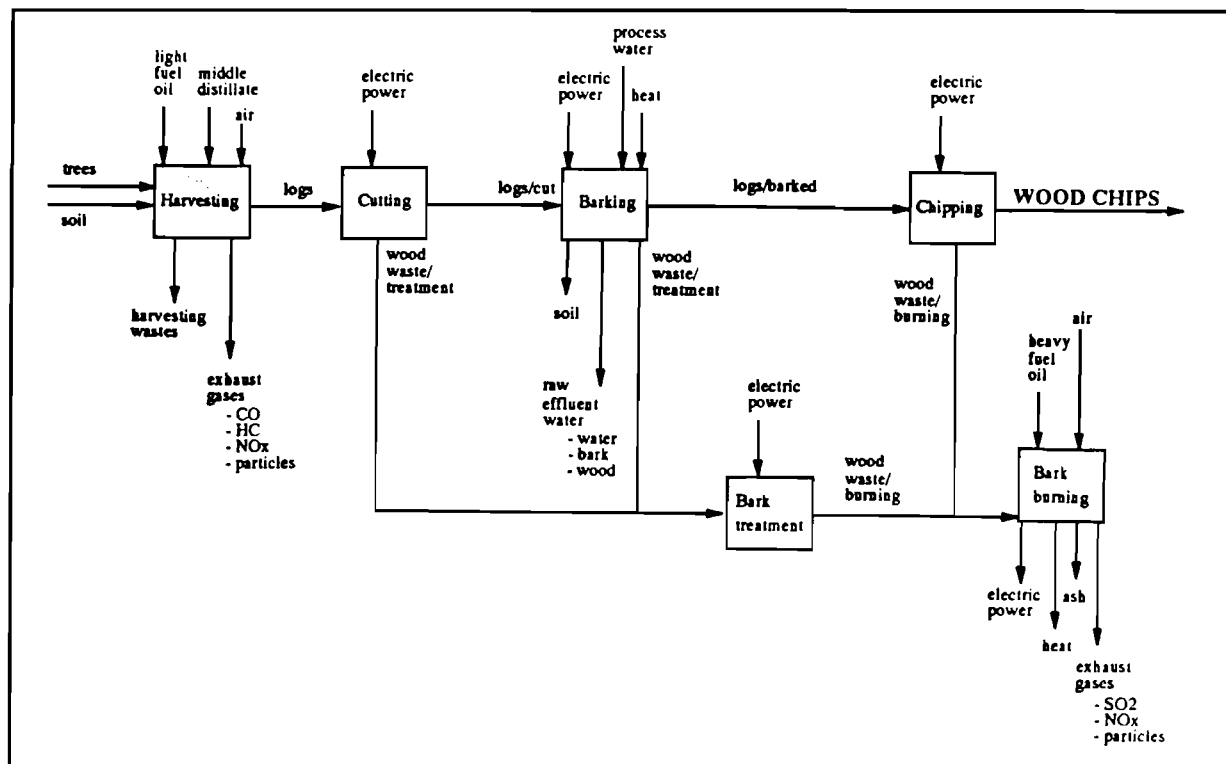 light
fuel
oil
middle
distillate
air
electric
power
process
water
electric
power
heat
electric
power
trees
soil
Harvesting
logs
Cutting
logs/cut
Barking
logs/barked
Chipping
WOOD CHIPS
harvesting
wastes
exhaust
gases
- CO
- HC
- NOx
- particles
wood
waste/
treatment
soil
raw
effluent
water
- water
- bark
- wood
wood
waste/
treatment
wood
waste/
burning
electric
power
Bark
treatment
wood
waste/
burning
heavy
fuel
oil
air
Bark
burning
electric
power
heat
ash
exhaust
gases
- SO2
- NOx
- particles